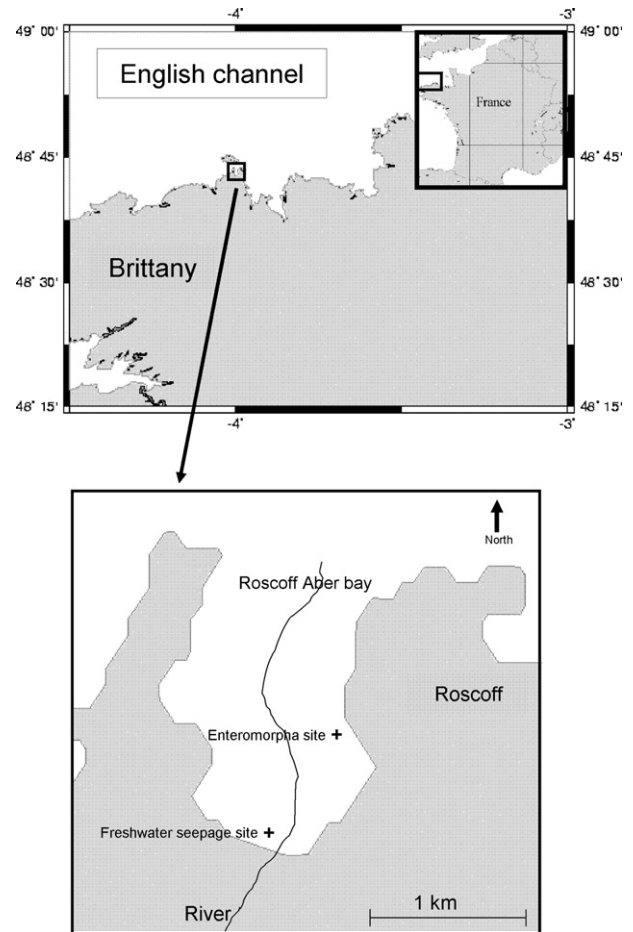 -4°
-3°
49° 00'
49° 00'
English channel
France
48° 45'
48° 45'
Brittany
48° 30'
48° 30'
48° 15'
48° 15'
-4°
-3°
North
Roscoff Aber bay
Roscoff
Enteromorpha site
Freshwater seepage site
River
1 km